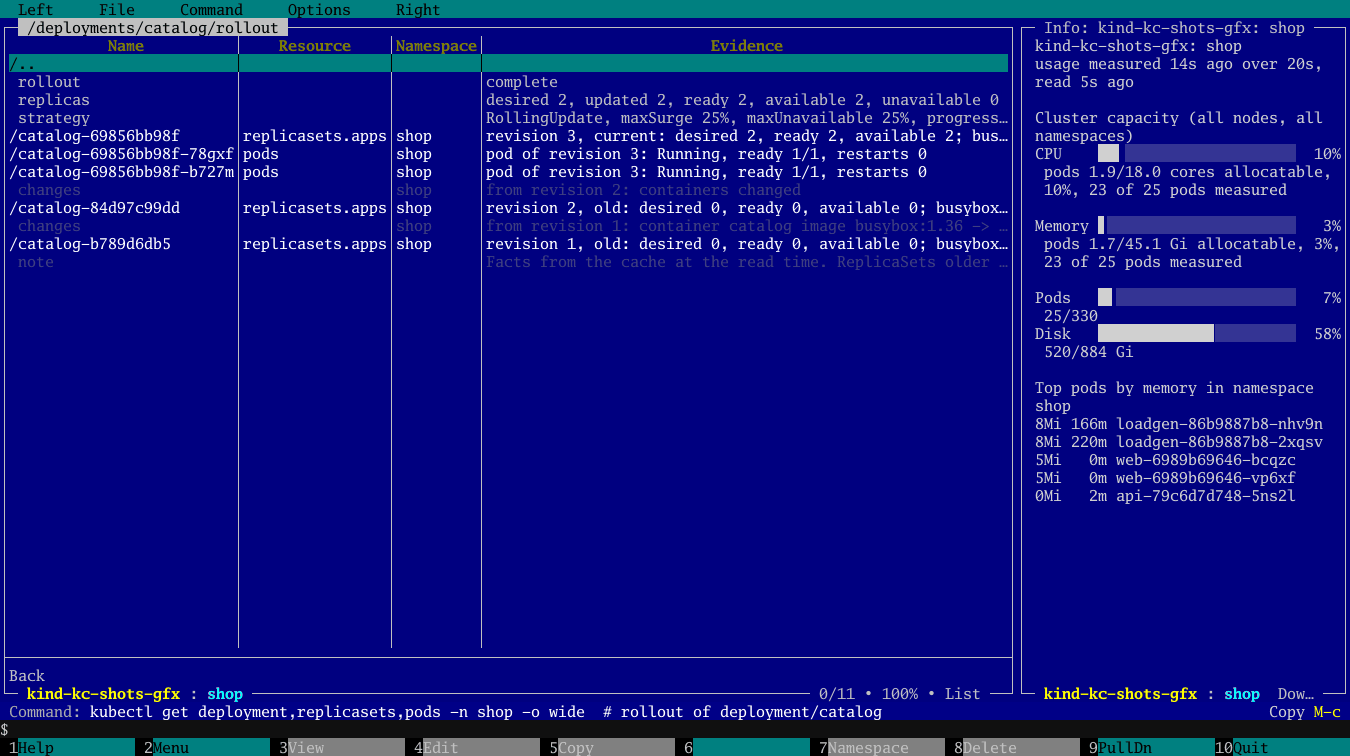 Left File Command Options Right
/deployments/catalog/rollout
Name Resource Namespace Evidence
/..
rollout complete
replicas desired 2, updated 2, ready 2, available 2, unavailable 0
strategy RollingUpdate, maxSurge 25%, maxUnavailable 25%, progress…
/catalog-69856bb98f replicasets.apps shop revision 3, current: desired 2, ready 2, available 2; bus…
/catalog-69856bb98f-78gxf pods shop pod of revision 3: Running, ready 1/1, restarts 0
/catalog-69856bb98f-b727m pods shop pod of revision 3: Running, ready 1/1, restarts 0
changes shop from revision 2: containers changed
/catalog-84d97c99dd replicasets.apps shop revision 2, old: desired 0, ready 0, available 0; busybox…
changes shop from revision 1: container catalog image busybox:1.36 -> …
/catalog-b789d6db5 replicasets.apps shop revision 1, old: desired 0, ready 0, available 0; busybox…
note Facts from the cache at the read time. ReplicaSets older …
Back
kind-kc-shots-gfx : shop 0/11 • 100% • List
Info: kind-kc-shots-gfx: shop
kind-kc-shots-gfx: shop
usage measured 14s ago over 20s,
read 5s ago
Cluster capacity (all nodes, all
namespaces)
CPU 10%
pods 1.9/18.0 cores allocatable,
10%, 23 of 25 pods measured
Memory 3%
pods 1.7/45.1 Gi allocatable, 3%,
23 of 25 pods measured
Pods 7%
25/330
Disk 58%
520/884 Gi
Top pods by memory in namespace
shop
8Mi 166m loadgen-86b9887b8-nhv9n
8Mi 220m loadgen-86b9887b8-2xqsv
5Mi 0m web-6989b69646-bcqzc
5Mi 0m web-6989b69646-vp6xf
0Mi 2m api-79c6d7d748-5ns2l
kind-kc-shots-gfx : shop Dow…
Command: kubectl get deployment,replicasets,pods -n shop -o wide # rollout of deployment/catalog Copy M-c
$
1Help 2Menu 3View 4Edit 5Copy 6 7Namespace 8Delete 9PullDn 10Quit